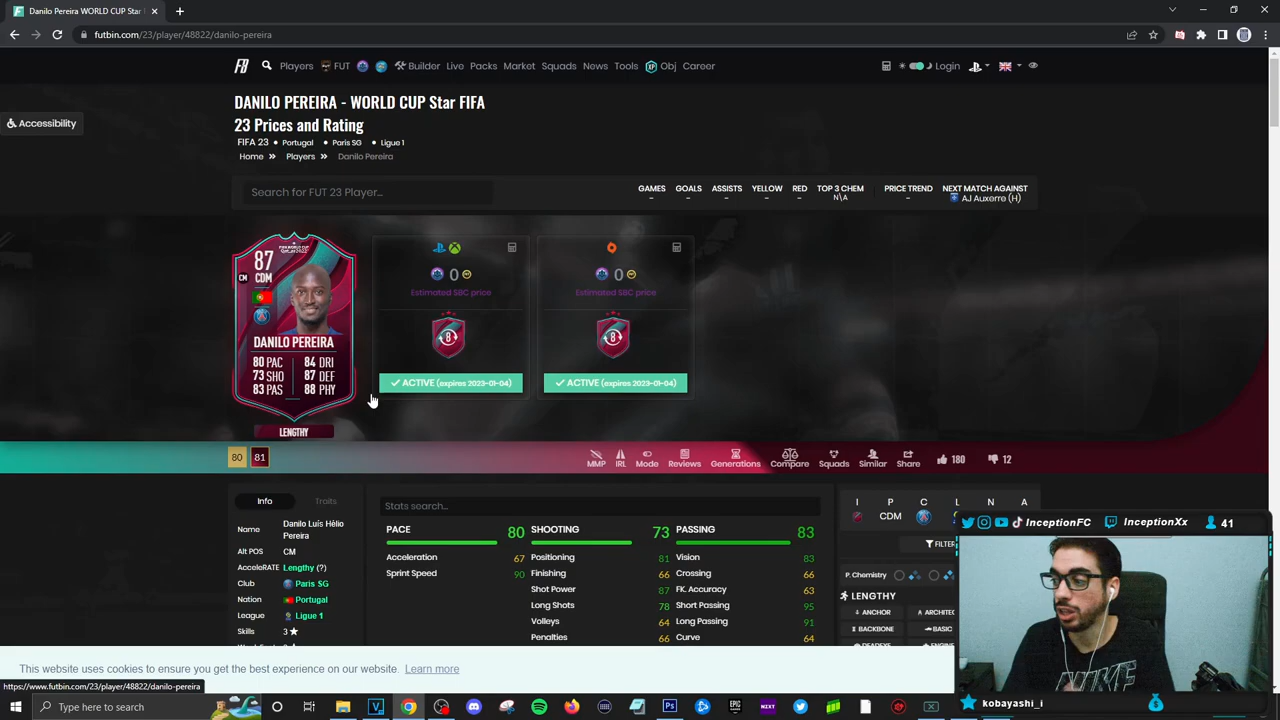 Danilo Pereira WORLD CUP Star
futbin.com/23/player/48822/danilo-pereira
FB Players FUT Builder Live Packs Market Squads News Tools Obj Career Login
Accessibility
DANILO PEREIRA - WORLD CUP Star FIFA
23 Prices and Rating
FIFA 23 Portugal Paris SG Ligue 1
Home Players Danilo Pereira
Search for FUT 23 Player...
GAMES GOALS ASSISTS YELLOW RED TOP 3 CHEM PRICE TREND NEXT MATCH AGAINST
- - - - - N\A - AJ Auxerre (H)
87
CDM
CM
DANILO PEREIRA
80 PAC 84 DRI
73 SHO 87 DEF
83 PAS 88 PHY
LENGTHY
0
Estimated SBC price
8
ACTIVE (expires 2023-01-04)
0
Estimated SBC price
8
ACTIVE (expires 2023-01-04)
80 81
MMP IRL Mode Reviews Generations Compare Squads Similar Share 180 12
Info Traits
Name Danilo Luís Hélio
Pereira
Alt POS CM
AcceleRATE Lengthy (?)
Club Paris SG
Nation Portugal
League Ligue 1
Skills 3
Stats search...
PACE 80
Acceleration 67
Sprint Speed 90
SHOOTING 73
Positioning 81
Finishing 66
Shot Power 87
Long Shots 78
Volleys 64
Penalties 66
PASSING 83
Vision 83
Crossing 66
FK. Accuracy 63
Short Passing 95
Long Passing 91
Curve 64
I P C L N A
CDM
FILTER
P. Chemistry
LENGTHY
ANCHOR
BACKBONE BASIC
InceptionFC InceptionXx 41
NIKE
kobayashi_i
This website uses cookies to ensure you get the best experience on our website. Learn more
https://www.futbin.com/23/player/48822/danilo-pereira
Type here to search